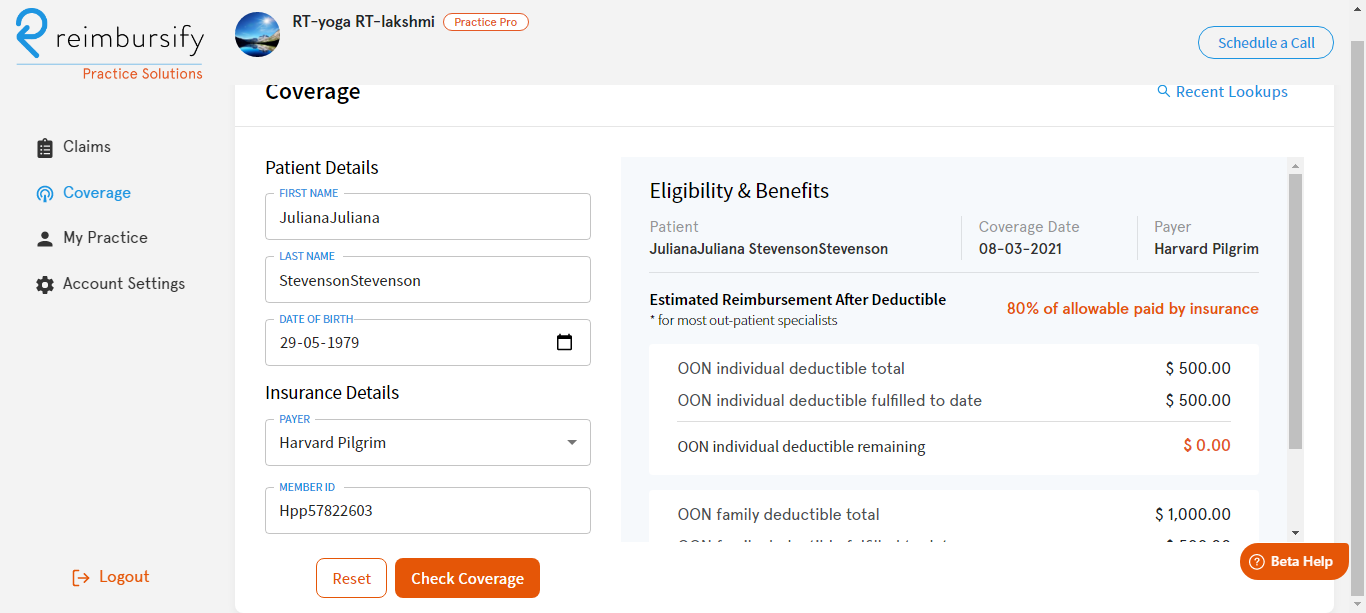 reimbursify
Practice Solutions
RT-yoga RT-lakshmi
Practice Pro
Schedule a Call
Claims
Coverage
My Practice
Account Settings
Logout
Coverage
Recent Lookups
Patient Details
FIRST NAME
JulianaJuliana
LAST NAME
StevensonStevenson
DATE OF BIRTH
29-05-1979
Insurance Details
PAYER
Harvard Pilgrim
MEMBER ID
Hpp57822603
Reset
Check Coverage
Eligibility & Benefits
Patient
JulianaJuliana StevensonStevenson
Coverage Date
08-03-2021
Payer
Harvard Pilgrim
Estimated Reimbursement After Deductible
* for most out-patient specialists
80% of allowable paid by insurance
OON individual deductible total $ 500.00
OON individual deductible fulfilled to date $ 500.00
OON individual deductible remaining $ 0.00
OON family deductible total $ 1,000.00
Beta Help